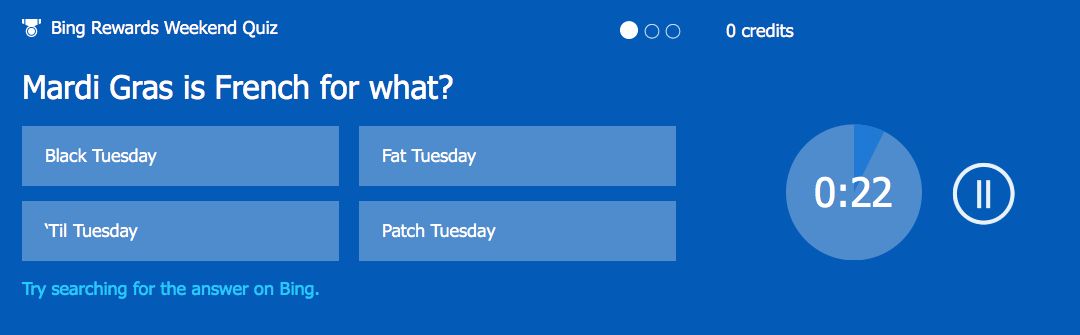 Bing Rewards Weekend Quiz
0 credits
Mardi Gras is French for what?
Black Tuesday
Fat Tuesday
‘Til Tuesday
Patch Tuesday
0:22
Try searching for the answer on Bing.